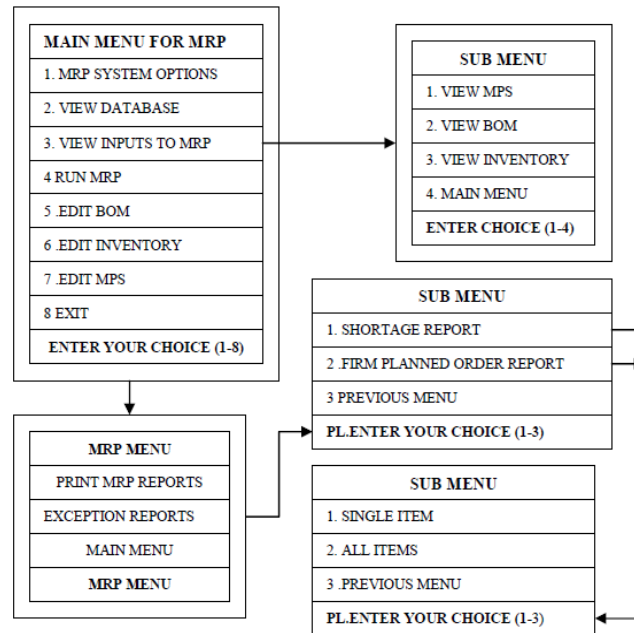 MAIN MENU FOR MRP
1. MRP SYSTEM OPTIONS
2. VIEW DATABASE
3. VIEW INPUTS TO MRP
4 RUN MRP
5 .EDIT BOM
6 .EDIT INVENTORY
7 .EDIT MPS
8 EXIT
ENTER YOUR CHOICE (1-8)
SUB MENU
1. VIEW MPS
2. VIEW BOM
3. VIEW INVENTORY
4. MAIN MENU
ENTER CHOICE (1-4)
SUB MENU
1. SHORTAGE REPORT
2 .FIRM PLANNED ORDER REPORT
3 PREVIOUS MENU
PL.ENTER YOUR CHOICE (1-3)
MRP MENU
PRINT MRP REPORTS
EXCEPTION REPORTS
MAIN MENU
MRP MENU
SUB MENU
1. SINGLE ITEM
2. ALL ITEMS
3 .PREVIOUS MENU
PL.ENTER YOUR CHOICE (1-3)